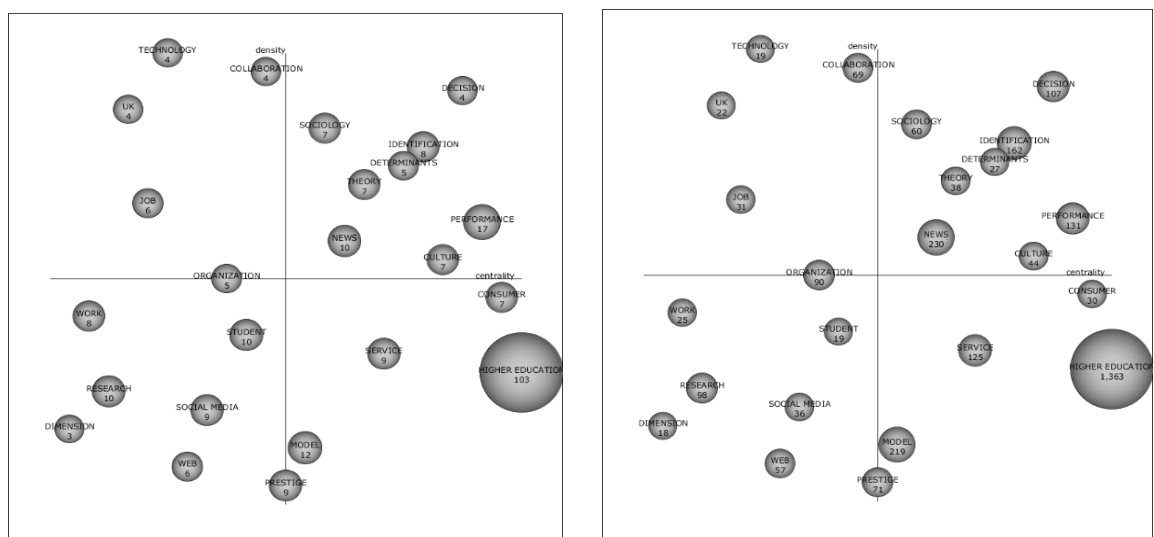 TECHNOLOGY
4
density
COLLABORATION
4
DECISION
4
UK
4
SOCIOLOGY
7
IDENTIFICATION
8
DETERMINANTS
5
THEORY
7
JOB
6
PERFORMANCE
17
NEWS
10
CULTURE
7
ORGANIZATION
5
centrality
CONSUMER
7
WORK
8
STUDENT
10
SERVICE
9
HIGHER EDUCATION
103
RESEARCH
10
SOCIAL MEDIA
9
DIMENSION
3
MODEL
12
WEB
6
PRESTIGE
9
TECHNOLOGY
19
density
COLLABORATION
69
DECISION
107
UK
22
SOCIOLOGY
60
IDENTIFICATION
162
DETERMINANTS
27
THEORY
38
JOB
31
PERFORMANCE
131
NEWS
230
CULTURE
44
ORGANIZATION
90
centrality
CONSUMER
30
WORK
25
STUDENT
19
SERVICE
125
HIGHER EDUCATION
1,363
RESEARCH
98
SOCIAL MEDIA
36
DIMENSION
18
MODEL
219
WEB
57
PRESTIGE
71